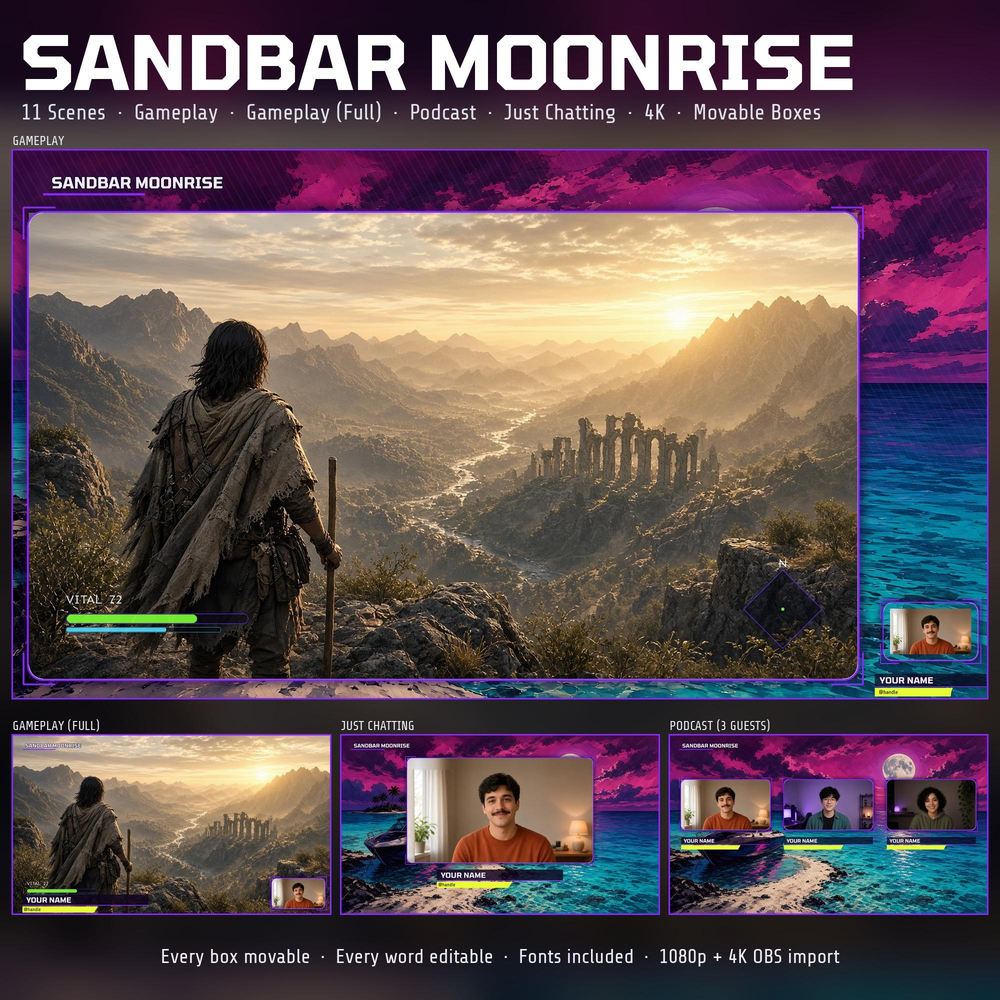 SANDBAR MOONRISE
11 Scenes · Gameplay · Gameplay (Full) · Podcast · Just Chatting · 4K · Movable Boxes
GAMEPLAY
SANDBAR MOONRISE
VITAL 72
N
YOUR NAME
@handle
GAMEPLAY (FULL)
SANDBAR MOONRISE
VITAL 72
YOUR NAME
@handle
JUST CHATTING
SANDBAR MOONRISE
YOUR NAME
@handle
PODCAST (3 GUESTS)
SANDBAR MOONRISE
YOUR NAME
YOUR NAME
YOUR NAME
Every box movable · Every word editable · Fonts included · 1080p + 4K OBS import